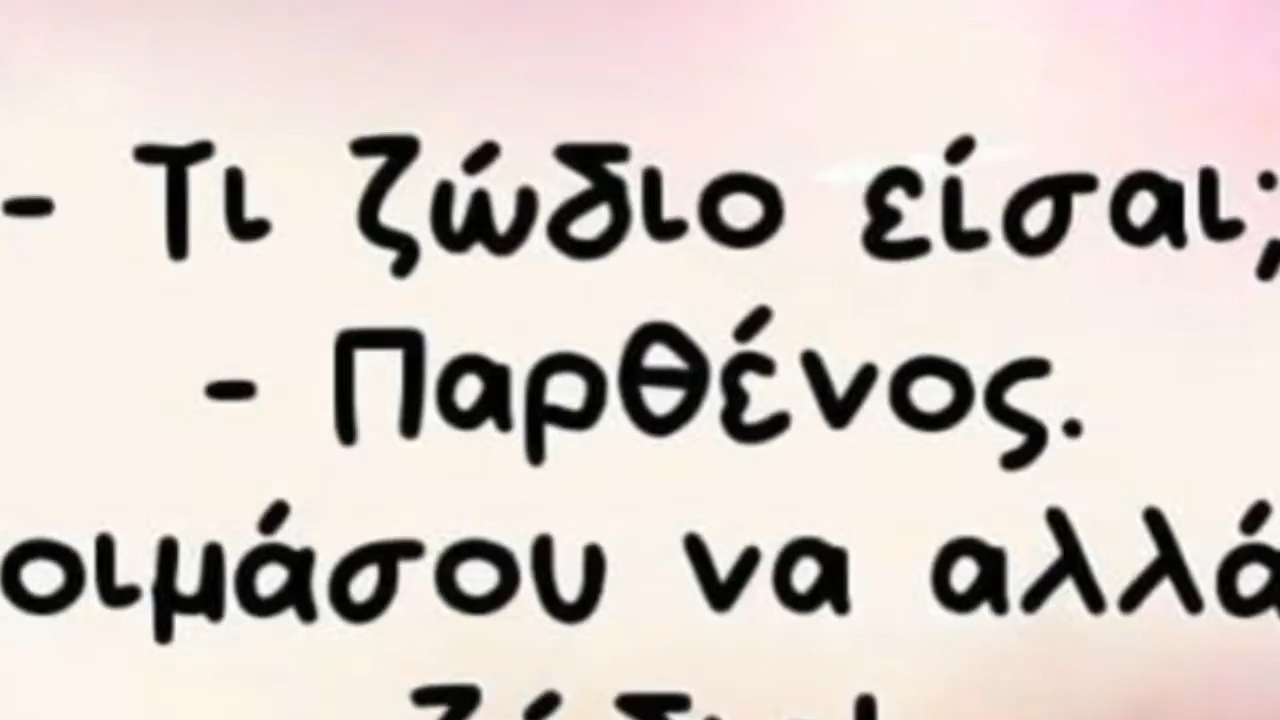 - Τι ζώδιο είσαι;
- Παρθένος.
οιμάσου να αλλά